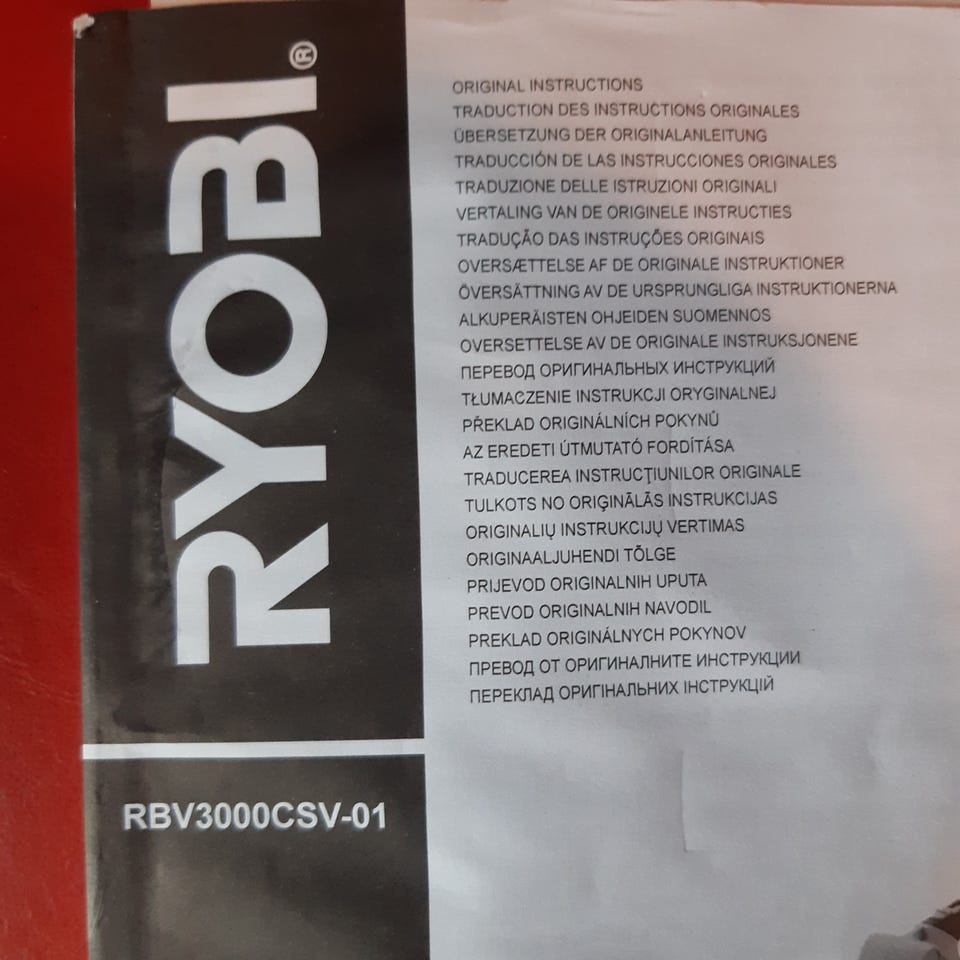 RYOBI®
RBV3000CSV-01
ORIGINAL INSTRUCTIONS
TRADUCTION DES INSTRUCTIONS ORIGINALES
ÜBERSETZUNG DER ORIGINALANLEITUNG
TRADUCCIÓN DE LAS INSTRUCCIONES ORIGINALES
TRADUZIONE DELLE ISTRUZIONI ORIGINALI
VERTALING VAN DE ORIGINELE INSTRUCTIES
TRADUÇÃO DAS INSTRUÇÕES ORIGINAIS
OVERSÆTTELSE AF DE ORIGINALE INSTRUKTIONER
ÖVERSÄTTNING AV DE URSPRUNGLIGA INSTRUKTIONERNA
ALKUPERÄISTEN OHJEIDEN SUOMENNOS
OVERSETTELSE AV DE ORIGINALE INSTRUKSJONENE
ПЕРЕВОД ОРИГИНАЛЬНЫХ ИНСТРУКЦИЙ
TŁUMACZENIE INSTRUKCJI ORYGINALNEJ
PŘEKLAD ORIGINÁLNÍCH POKYNŮ
AZ EREDETI ÚTMUTATÓ FORDÍTÁSA
TRADUCEREA INSTRUCŢIUNILOR ORIGINALE
TULKOTS NO ORIĢINĀLĀS INSTRUKCIJAS
ORIGINALIŲ INSTRUKCIJŲ VERTIMAS
ORIGINAALJUHENDI TÕLGE
PRIJEVOD ORIGINALNIH UPUTA
PREVOD ORIGINALNIH NAVODIL
PREKLAD ORIGINÁLNYCH POKYNOV
ПРЕВОД ОТ ОРИГИНАЛНИТЕ ИНСТРУКЦИИ
ПЕРЕКЛАД ОРИГІНАЛЬНИХ ІНСТРУКЦІЙ